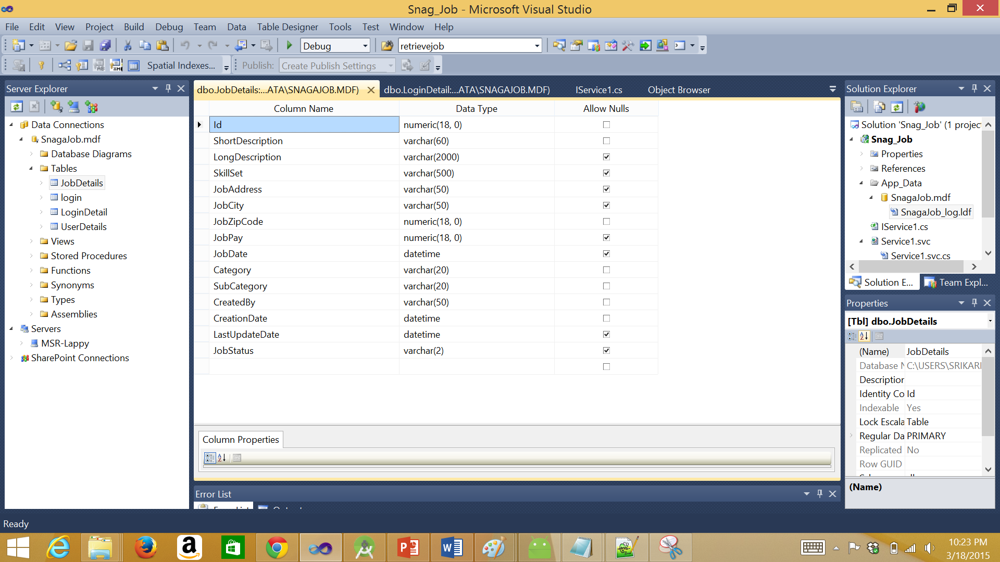 Snag_Job - Microsoft Visual Studio
File Edit View Project Build Debug Team Data Table Designer Tools Test Window Help
Debug retrievejob
Spatial Indexes... Publish: Create Publish Settings
Server Explorer
Data Connections
SnagaJob.mdf
Database Diagrams
Tables
JobDetails
login
LoginDetail
UserDetails
Views
Stored Procedures
Functions
Synonyms
Types
Assemblies
Servers
MSR-Lappy
SharePoint Connections
dbo.JobDetails:...ATA\SNAGAJOB.MDF) dbo.LoginDetail:...ATA\SNAGAJOB.MDF) IService1.cs Object Browser
Column Name Data Type Allow Nulls
Id numeric(18, 0)
ShortDescription varchar(60)
LongDescription varchar(2000)
SkillSet varchar(500)
JobAddress varchar(50)
JobCity varchar(50)
JobZipCode numeric(18, 0)
JobPay numeric(18, 0)
JobDate datetime
Category varchar(20)
SubCategory varchar(20)
CreatedBy varchar(50)
CreationDate datetime
LastUpdateDate datetime
JobStatus varchar(2)
Column Properties
Error List
Solution Explorer
Solution 'Snag_Job' (1 projec
Snag_Job
Properties
References
App_Data
SnagaJob.mdf
SnagaJob_log.ldf
IService1.cs
Service1.svc
Service1.svc.cs
Solution E... Team Expl...
Properties
[Tbl] dbo.JobDetails
(Name) JobDetails
Database N C:\USERS\SRIKARI
Description
Identity Co Id
Indexable Yes
Lock Escala Table
Regular Da PRIMARY
Replicated No
Row GUID
(Name)
Ready
10:23 PM
3/18/2015